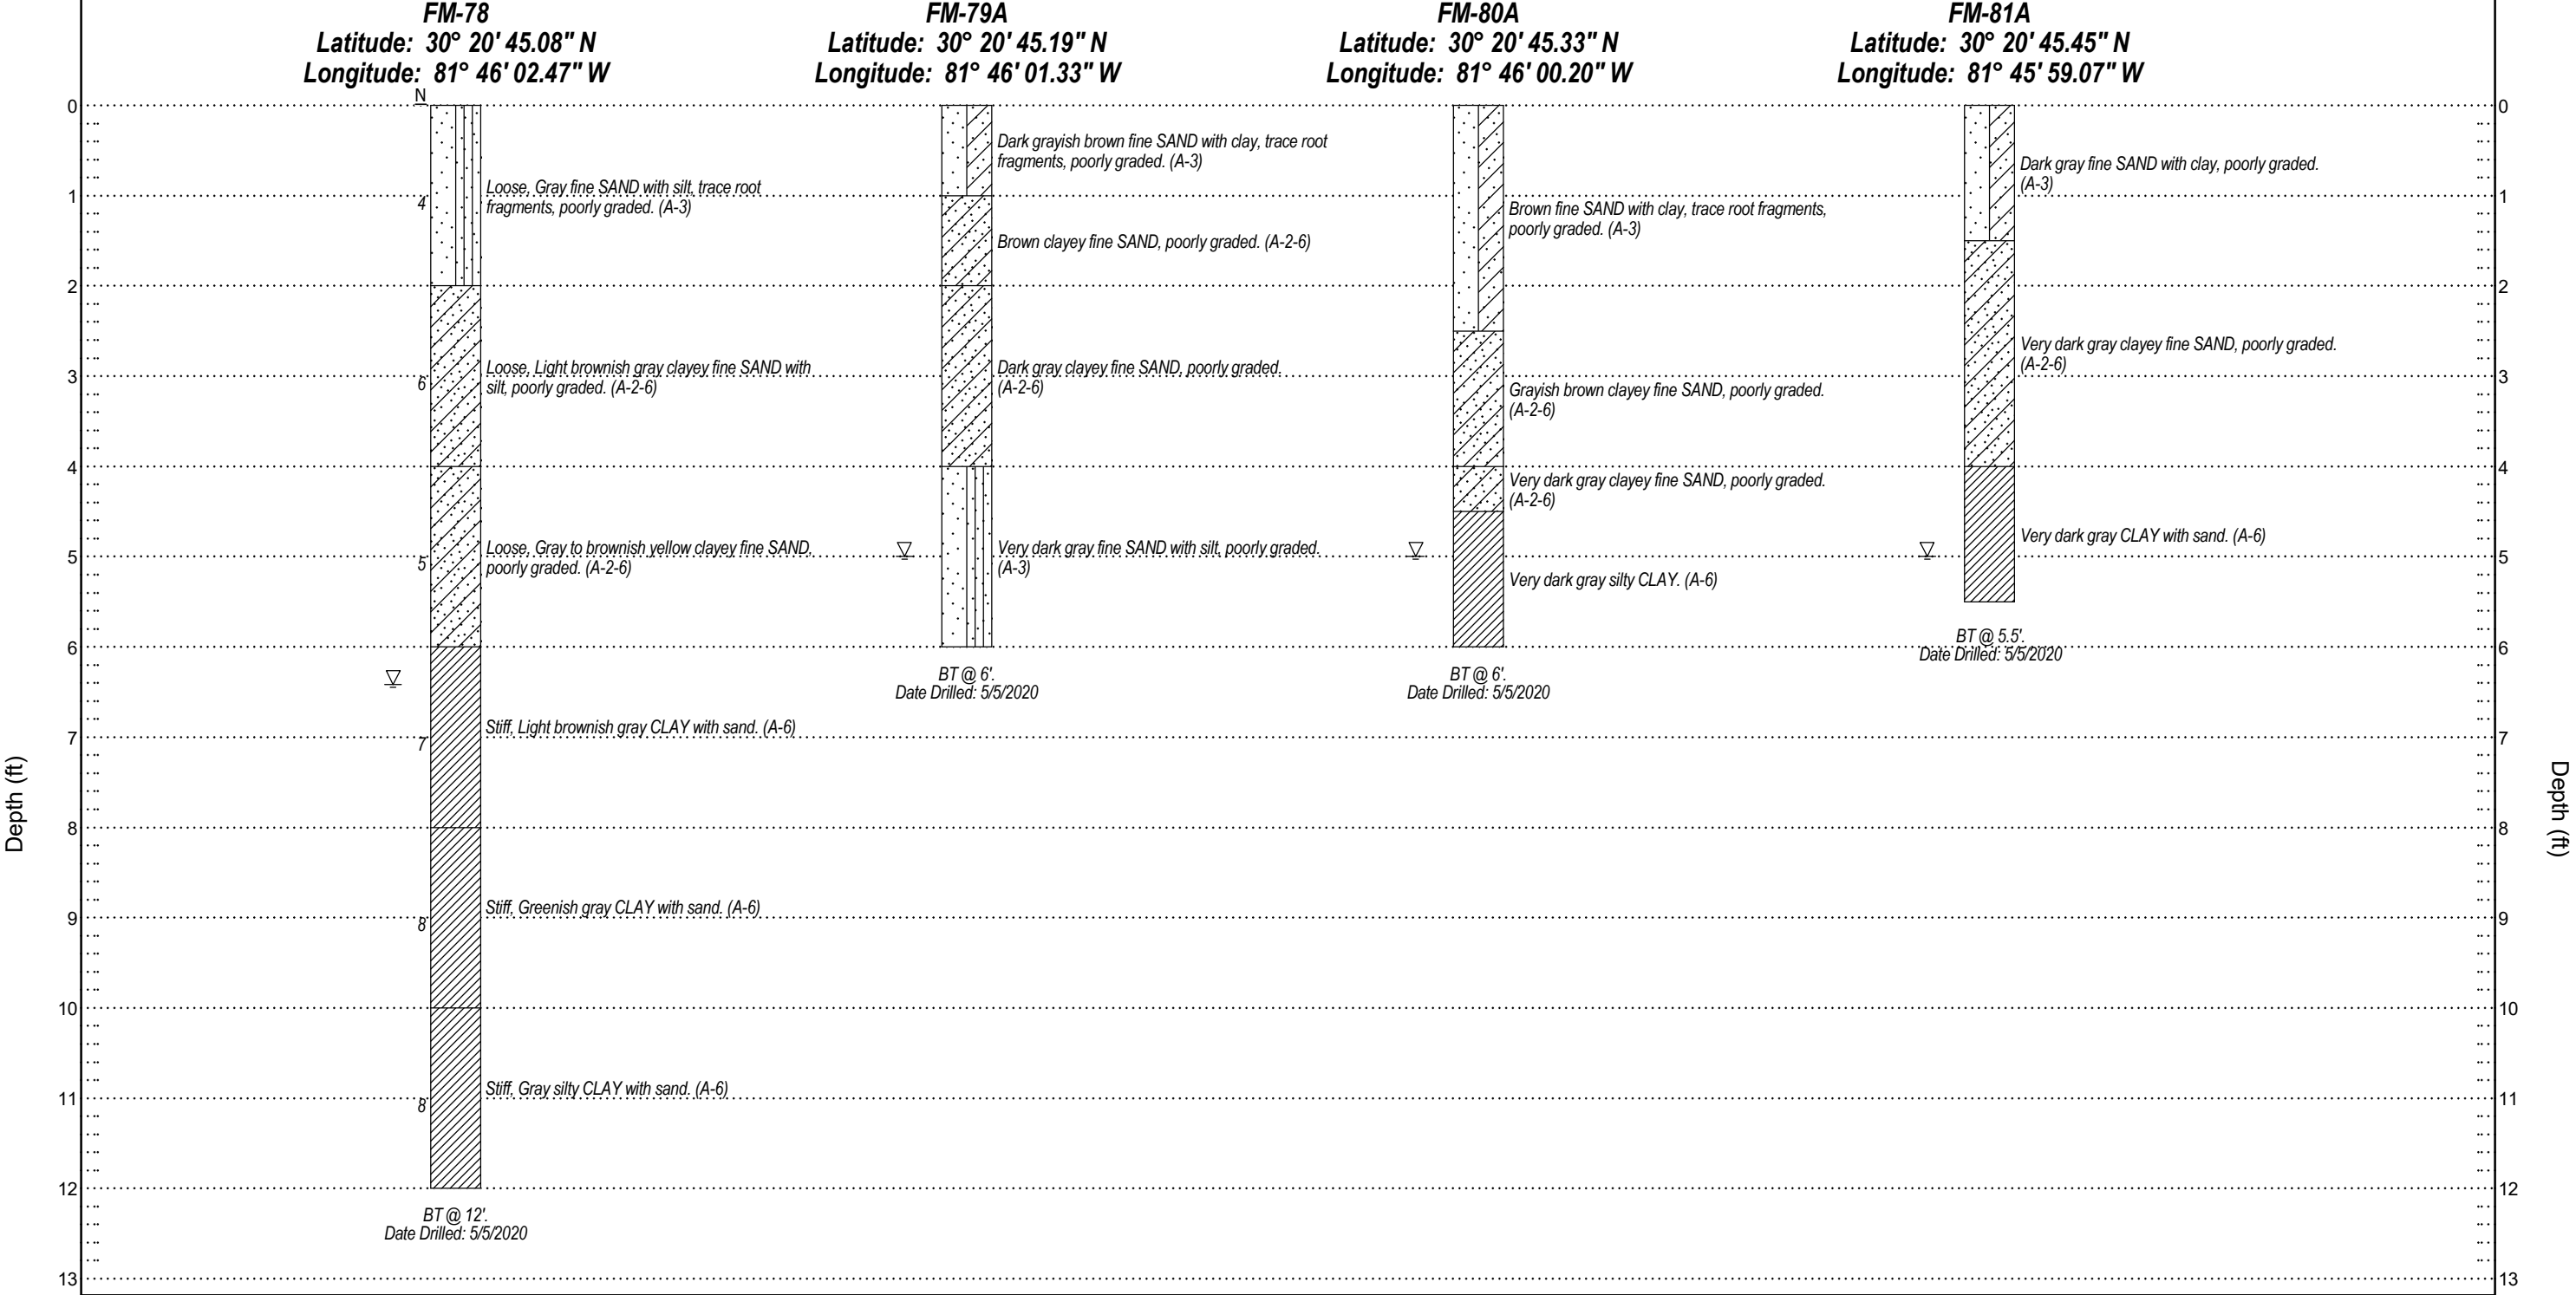 FM-78
Latitude: 30° 20' 45.08" N
Longitude: 81° 46' 02.47" W
FM-79A
Latitude: 30° 20' 45.19" N
Longitude: 81° 46' 01.33" W
FM-80A
Latitude: 30° 20' 45.33" N
Longitude: 81° 46' 00.20" W
FM-81A
Latitude: 30° 20' 45.45" N
Longitude: 81° 45' 59.07" W
Depth (ft)
0
1
2
3
4
5
6
7
8
9
10
11
12
13
N
4
6
5
7
8
8
Loose, Gray fine SAND with silt, trace root
fragments, poorly graded. (A-3)
Loose, Light brownish gray clayey fine SAND with
silt, poorly graded. (A-2-6)
Loose, Gray to brownish yellow clayey fine SAND,
poorly graded. (A-2-6)
Stiff, Light brownish gray CLAY with sand. (A-6)
Stiff, Greenish gray CLAY with sand. (A-6)
Stiff, Gray silty CLAY with sand. (A-6)
BT @ 12'.
Date Drilled: 5/5/2020
Dark grayish brown fine SAND with clay, trace root
fragments, poorly graded. (A-3)
Brown clayey fine SAND, poorly graded. (A-2-6)
Dark gray clayey fine SAND, poorly graded.
(A-2-6)
Very dark gray fine SAND with silt, poorly graded.
(A-3)
BT @ 6'.
Date Drilled: 5/5/2020
Brown fine SAND with clay, trace root fragments,
poorly graded. (A-3)
Grayish brown clayey fine SAND, poorly graded.
(A-2-6)
Very dark gray clayey fine SAND, poorly graded.
(A-2-6)
Very dark gray silty CLAY. (A-6)
BT @ 6'.
Date Drilled: 5/5/2020
Dark gray fine SAND with clay, poorly graded.
(A-3)
Very dark gray clayey fine SAND, poorly graded.
(A-2-6)
Very dark gray CLAY with sand. (A-6)
BT @ 5.5'.
Date Drilled: 5/5/2020
0
1
2
3
4
5
6
7
8
9
10
11
12
13
Depth (ft)